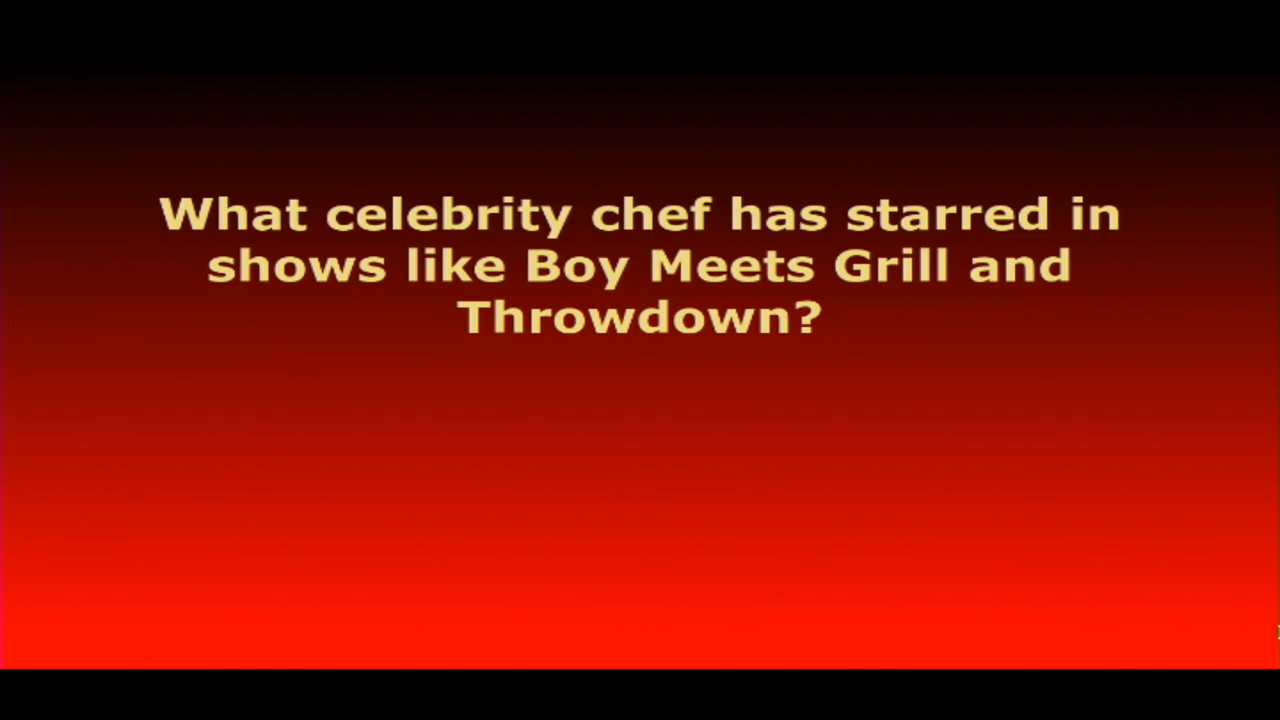 What celebrity chef has starred in
shows like Boy Meets Grill and
Throwdown?